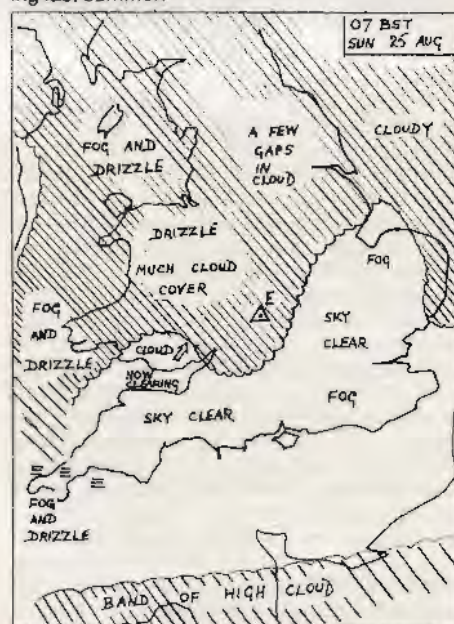 07 BST
SUN 25 AUG
FOG AND
DRIZZLE
A FEW
GAPS
IN
CLOUD
CLOUDY
DRIZZLE
MUCH CLOUD
COVER
FOG
E
FOG
AND
DRIZZLE
CLOUD
NOW
CLEARING
SKY
CLEAR
SKY CLEAR
FOG
FOG
AND
DRIZZLE
BAND OF HIGH CLOUD